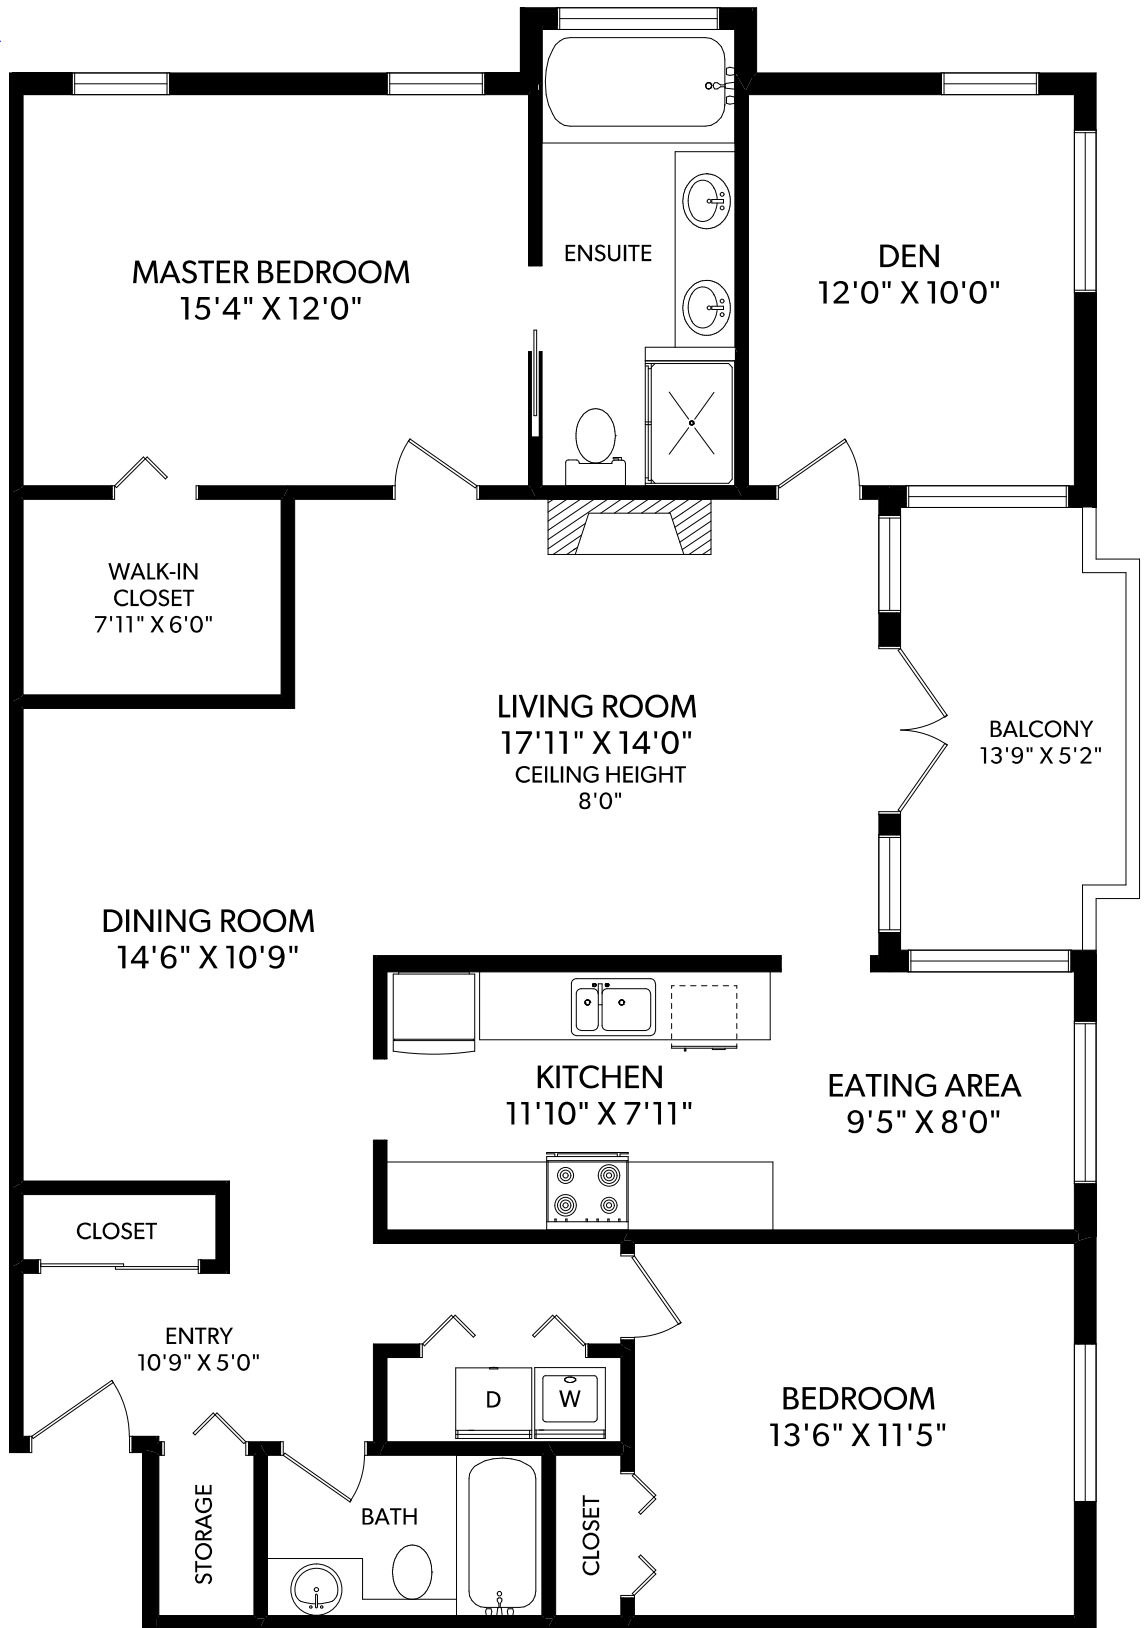 MASTER BEDROOM
15'4" X 12'0"
ENSUITE
DEN
12'0" X 10'0"
WALK-IN
CLOSET
7'11" X 6'0"
LIVING ROOM
17'11" X 14'0"
CEILING HEIGHT
8'0"
BALCONY
13'9" X 5'2"
DINING ROOM
14'6" X 10'9"
KITCHEN
11'10" X 7'11"
EATING AREA
9'5" X 8'0"
CLOSET
ENTRY
10'9" X 5'0"
D
W
BEDROOM
13'6" X 11'5"
STORAGE
BATH
CLOSET